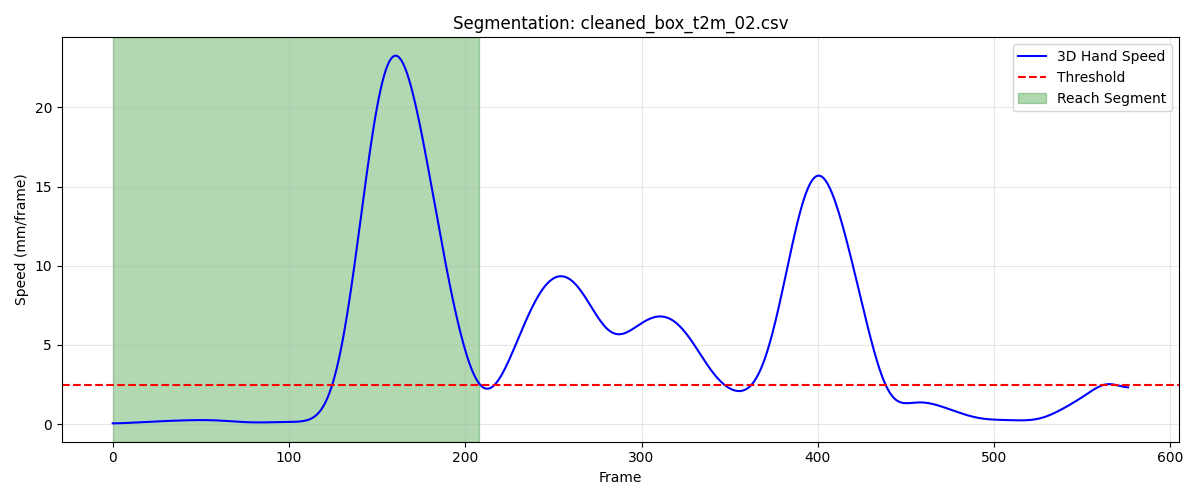 Segmentation: cleaned_box_t2m_02.csv
3D Hand Speed
Threshold
Reach Segment
Speed (mm/frame)
20
15
10
5
0
0 100 200 300 400 500 600
Frame